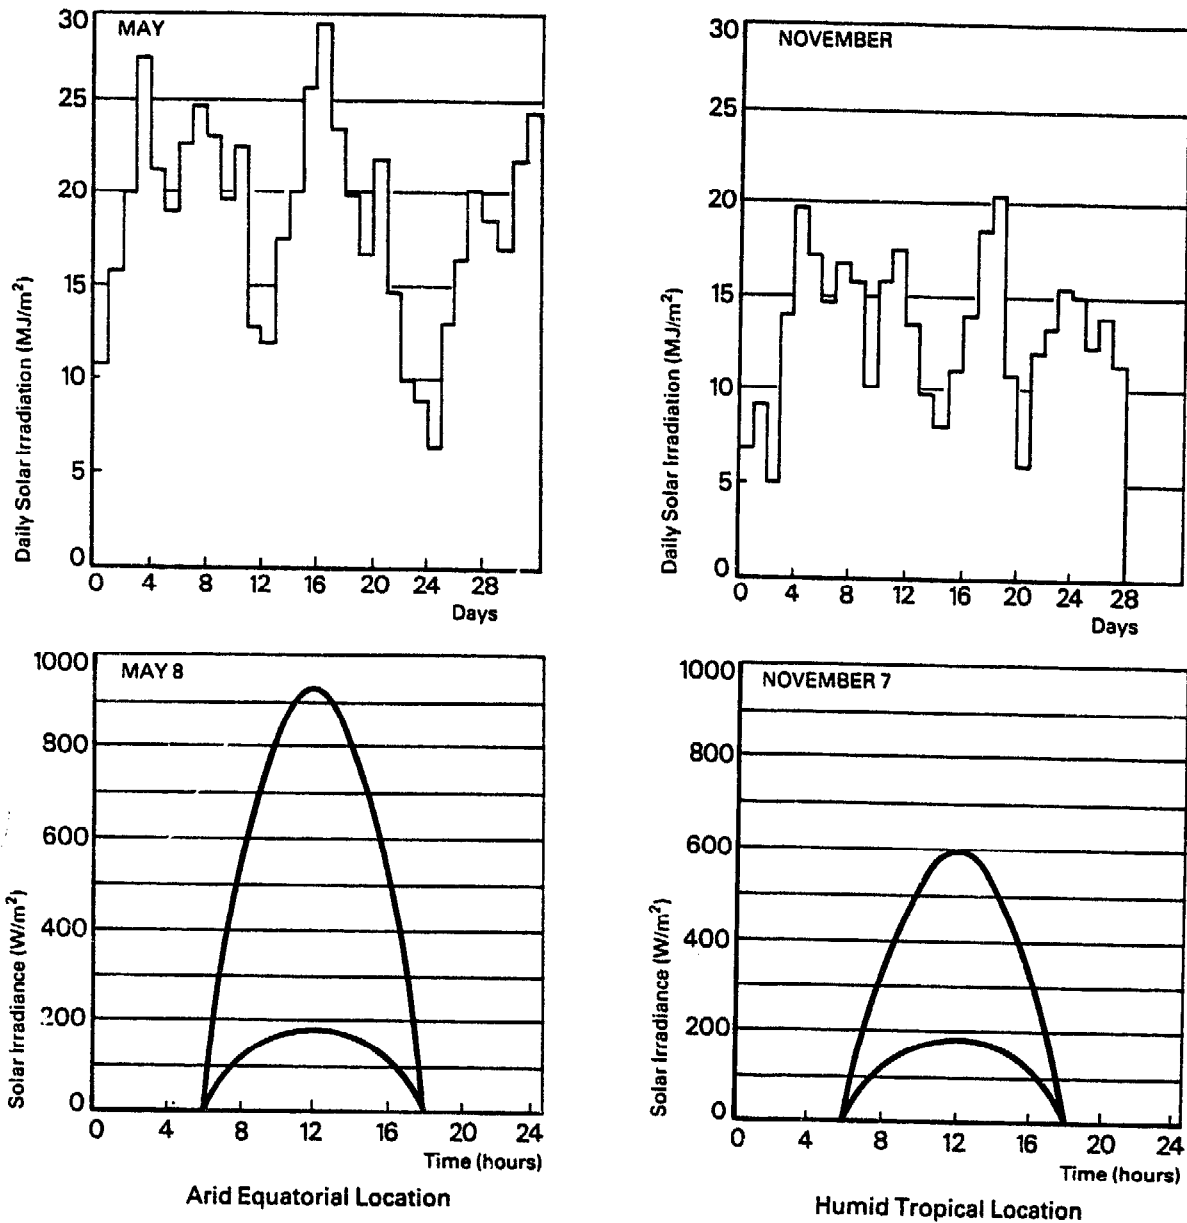 MAY
30
25
20
15
10
5
0
Daily Solar Irradiation (MJ/m²)
0 4 8 12 16 20 24 28
Days
NOVEMBER
30
25
20
15
10
5
0
Daily Solar Irradiation (MJ/m²)
0 4 8 12 16 20 24 28
Days
MAY 8
1000
800
600
400
200
0
Solar Irradiance (W/m²)
0 4 8 12 16 20 24
Time (hours)
Arid Equatorial Location
NOVEMBER 7
1000
800
600
400
200
0
Solar Irradiance (W/m²)
0 4 8 12 16 20 24
Time (hours)
Humid Tropical Location